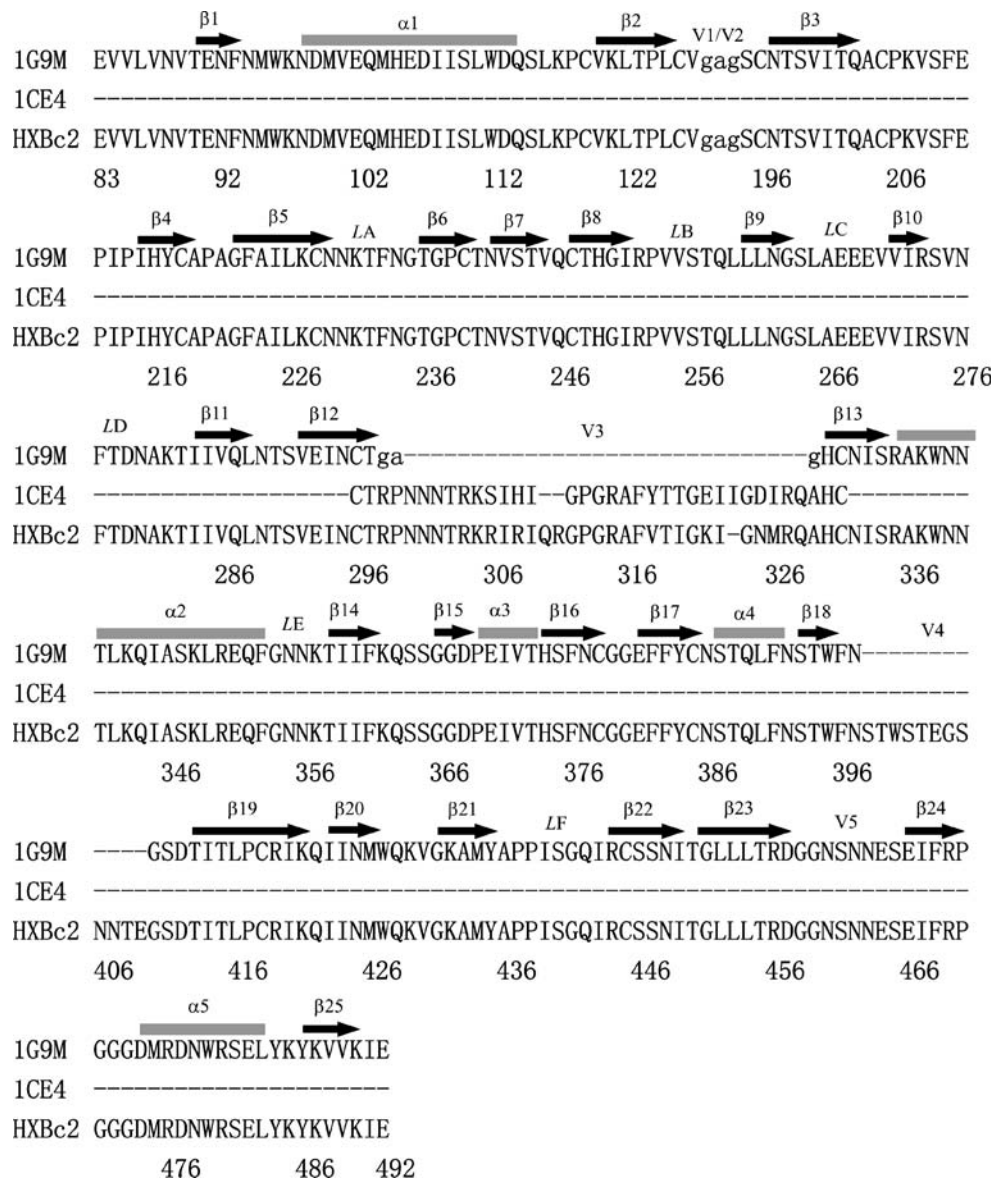 β1 α1 β2 V1/V2 β3
1G9M EVVLVNVTENFNMWKNDMVEQMHEDIISLWDQSLKPCVKLTPLCVgagSCNTSVITQACPKVSFE
1CE4 -----------------------------------------------------------------
HXBc2 EVVLVNVTENFNMWKNDMVEQMHEDIISLWDQSLKPCVKLTPLCVgagSCNTSVITQACPKVSFE
83 92 102 112 122 196 206
β4 β5 LA β6 β7 β8 LB β9 LC β10
1G9M PIPIHYCAPAGFAILKCNNKTFNGTGPCTNVSTVQCTHGIRPVVSTQLLLNGSLAEEEVVIRSVN
1CE4 -----------------------------------------------------------------
HXBc2 PIPIHYCAPAGFAILKCNNKTFNGTGPCTNVSTVQCTHGIRPVVSTQLLLNGSLAEEEVVIRSVN
216 226 236 246 256 266 276
LD β11 β12 V3 β13
1G9M FTDNAKTIIVQLNTSVEINCTga------------------------------gHCNISRAKWNN
1CE4 -------------------CTRPNNNTRKSIHI--GPGRAFYTTGEIIGDIRQAHC---------
HXBc2 FTDNAKTIIVQLNTSVEINCTRPNNNTRKRIRIQRGPGRAFVTIGKI-GNMRQAHCNISRAKWNN
286 296 306 316 326 336
α2 LE β14 β15 α3 β16 β17 α4 β18 V4
1G9M TLKQIASKLREQFGNNKTIIFKQSSGGDPEIVTHSFNCGGEFFYCNSTQLFNSTWFN--------
1CE4 -----------------------------------------------------------------
HXBc2 TLKQIASKLREQFGNNKTIIFKQSSGGDPEIVTHSFNCGGEFFYCNSTQLFNSTWFNSTWSTEGS
346 356 366 376 386 396
β19 β20 β21 LF β22 β23 V5 β24
1G9M ----GSDTITLPCRIKQIINMWQKVGKAMYAPPISGQIRCSSNITGLLLTRDGGNSNNESEIFRP
1CE4 -----------------------------------------------------------------
HXBc2 NNTEGSDTITLPCRIKQIINMWQKVGKAMYAPPISGQIRCSSNITGLLLTRDGGNSNNESEIFRP
406 416 426 436 446 456 466
α5 β25
1G9M GGGDMRDNWRSELYKYKVVKIE
1CE4 ----------------------
HXBc2 GGGDMRDNWRSELYKYKVVKIE
476 486 492